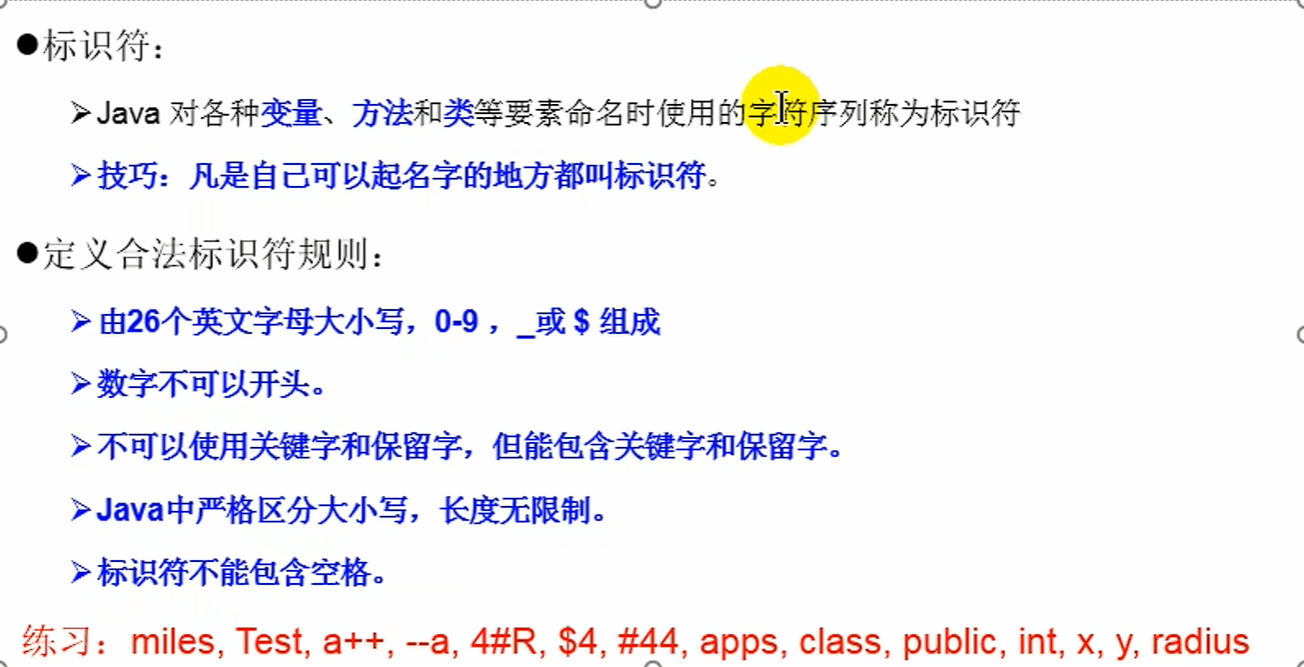 ●标识符：
➢Java 对各种变量、方法和类等要素命名时使用的字符序列称为标识符
➢技巧：凡是自己可以起名字的地方都叫标识符。
●定义合法标识符规则：
➢由26个英文字母大小写，0-9 ，_或 $ 组成
➢数字不可以开头。
➢不可以使用关键字和保留字，但能包含关键字和保留字。
➢Java中严格区分大小写，长度无限制。
➢标识符不能包含空格。
练习：miles, Test, a++, --a, 4#R, $4, #44, apps, class, public, int, x, y, radius